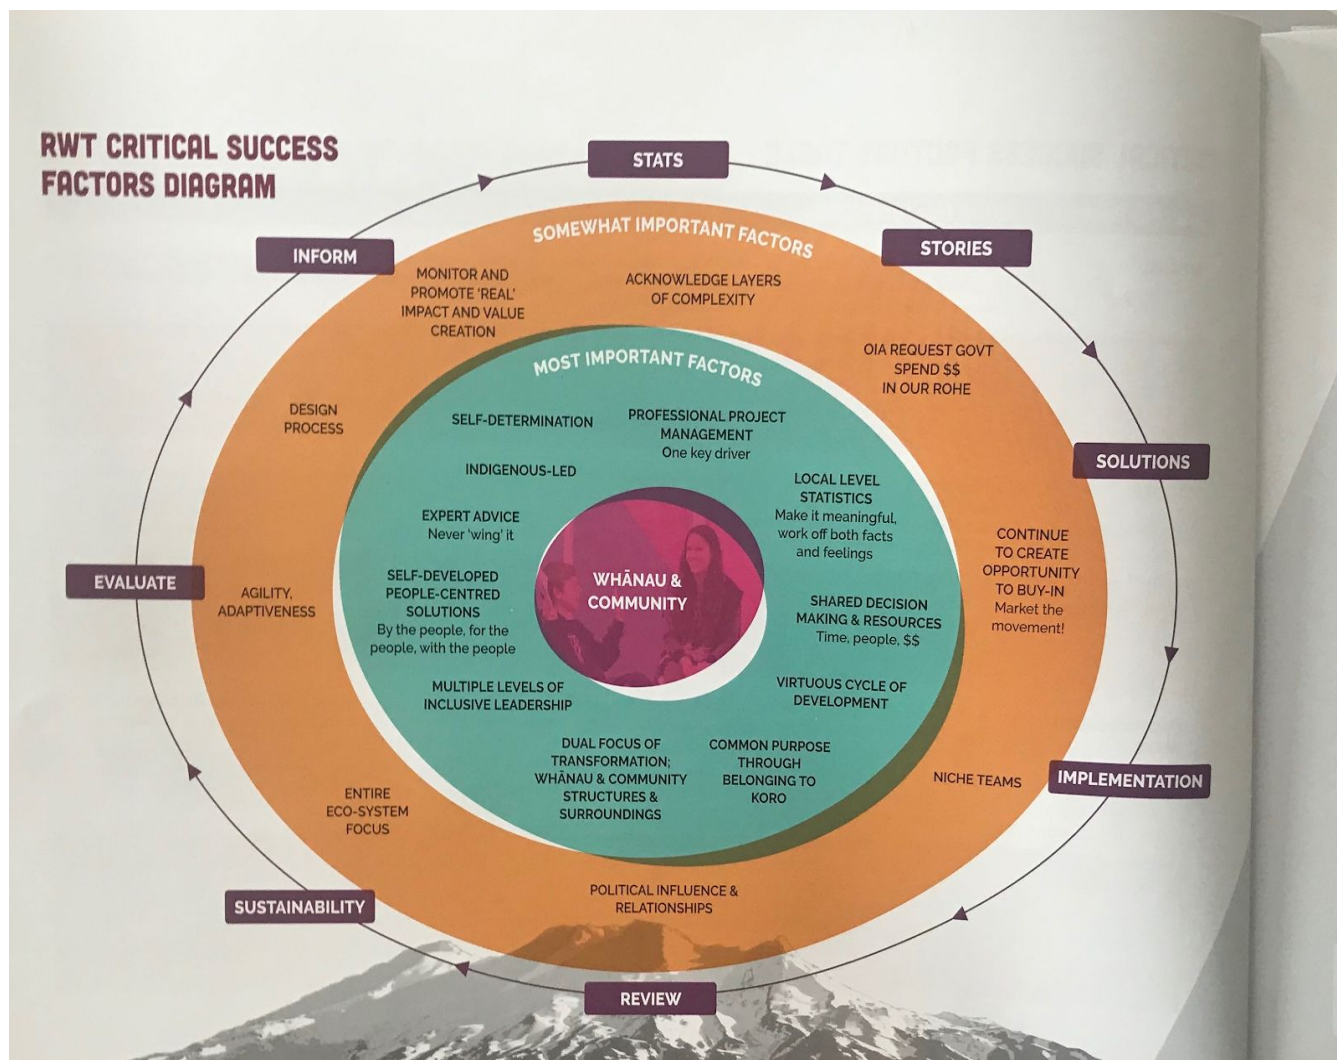 RWT CRITICAL SUCCESS
FACTORS DIAGRAM
STATS
STORIES
SOLUTIONS
IMPLEMENTATION
REVIEW
SUSTAINABILITY
EVALUATE
INFORM
SOMEWHAT IMPORTANT FACTORS
MONITOR AND
PROMOTE ‘REAL’
IMPACT AND VALUE
CREATION
ACKNOWLEDGE LAYERS
OF COMPLEXITY
OIA REQUEST GOVT
SPEND $$
IN OUR ROHE
CONTINUE
TO CREATE
OPPORTUNITY
TO BUY-IN
Market the
movement!
NICHE TEAMS
POLITICAL INFLUENCE &
RELATIONSHIPS
ENTIRE
ECO-SYSTEM
FOCUS
AGILITY,
ADAPTIVENESS
DESIGN
PROCESS
MOST IMPORTANT FACTORS
SELF-DETERMINATION
INDIGENOUS-LED
EXPERT ADVICE
Never ‘wing’ it
SELF-DEVELOPED
PEOPLE-CENTRED
SOLUTIONS
By the people, for the
people, with the people
MULTIPLE LEVELS OF
INCLUSIVE LEADERSHIP
DUAL FOCUS OF
TRANSFORMATION;
WHĀNAU & COMMUNITY
STRUCTURES &
SURROUNDINGS
COMMON PURPOSE
THROUGH
BELONGING TO
KORO
VIRTUOUS CYCLE OF
DEVELOPMENT
SHARED DECISION
MAKING & RESOURCES
Time, people, $$
LOCAL LEVEL
STATISTICS
Make it meaningful,
work off both facts
and feelings
PROFESSIONAL PROJECT
MANAGEMENT
One key driver
WHĀNAU &
COMMUNITY